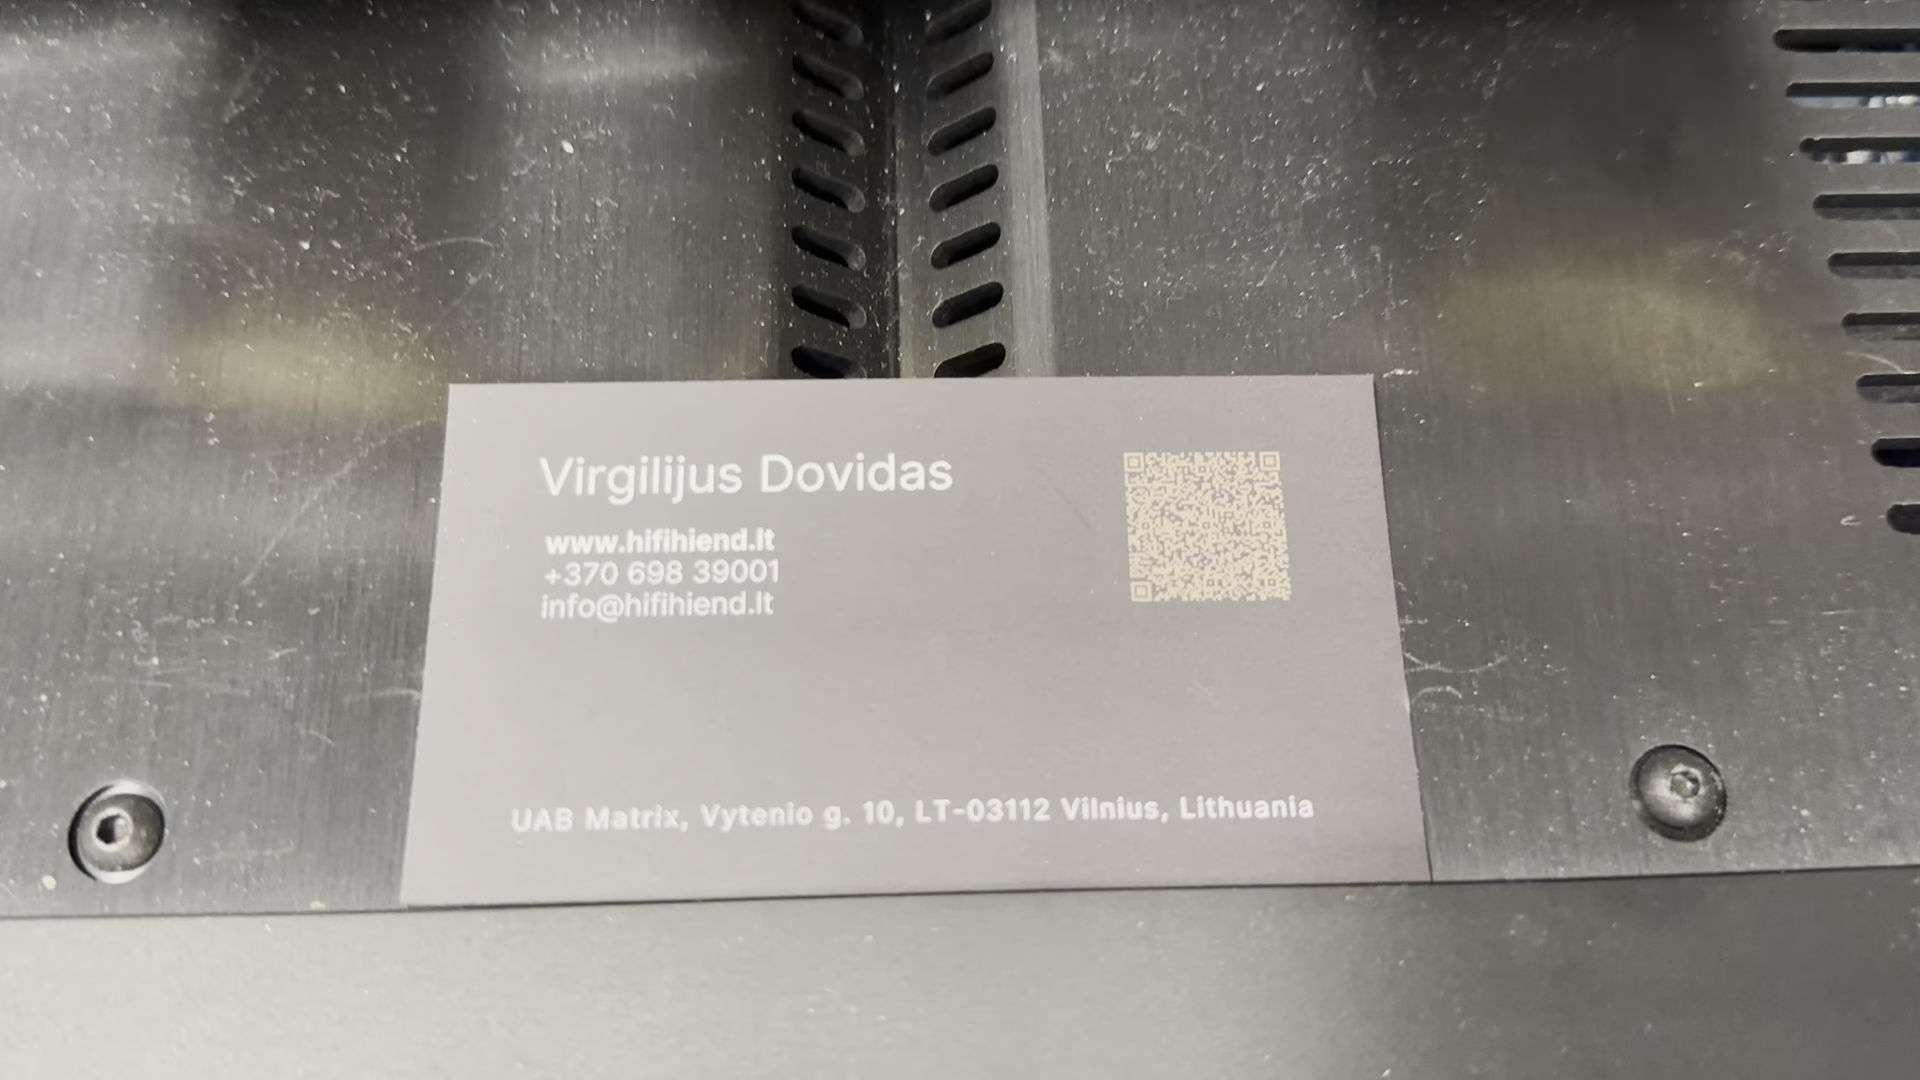 Virgilijus Dovidas
www.hifihiend.lt
+370 698 39001
info@hifihiend.lt
UAB Matrix, Vytenio g. 10, LT-03112 Vilnius, Lithuania